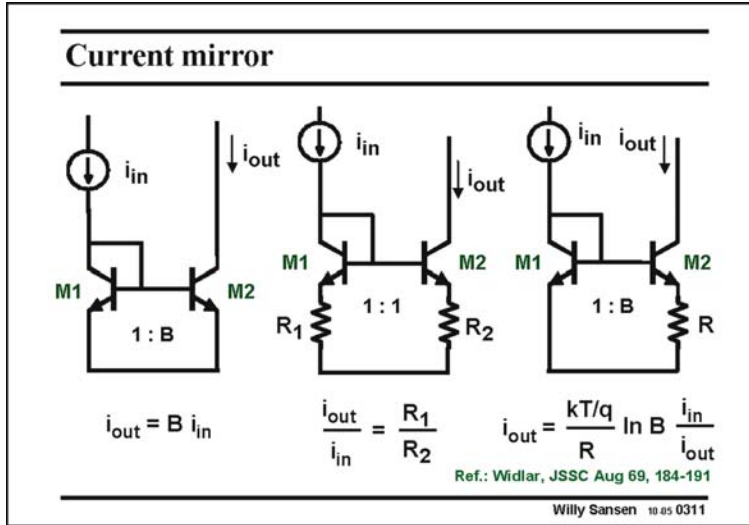 Current mirror
i_in i_out i_in i_out i_in i_out
M1 M2 M1 M2 M1 M2
1 : B R1 1 : 1 R2 1 : B R
i_out = B i_in
i_out / i_in = R1 / R2
i_out = kT/q / R ln B i_in / i_out
Ref.: Widlar, JSSC Aug 69, 184-191
Willy Sansen 10-05 0311